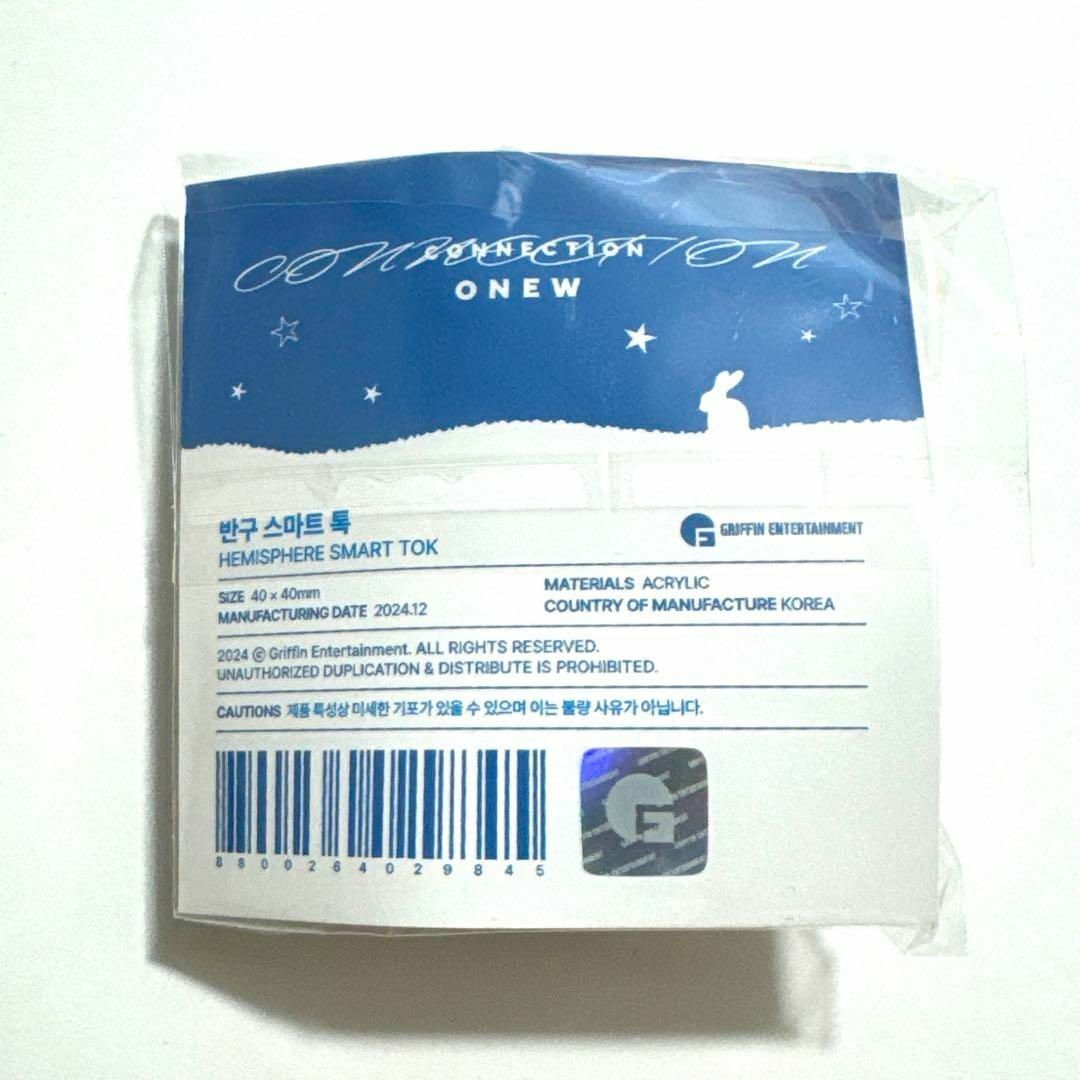 CONNECTION
CONNECTION
ONEW
반구 스마트 톡
HEMISPHERE SMART TOK
GRIFFIN ENTERTAINMENT
SIZE 40 x 40mm
MANUFACTURING DATE 2024.12
MATERIALS ACRYLIC
COUNTRY OF MANUFACTURE KOREA
2024 © Griffin Entertainment. ALL RIGHTS RESERVED.
UNAUTHORIZED DUPLICATION & DISTRIBUTE IS PROHIBITED.
CAUTIONS 제품 특성상 미세한 기포가 있을 수 있으며 이는 불량 사유가 아닙니다.
8800264029845
GRIFFIN ENTERTAINMENT